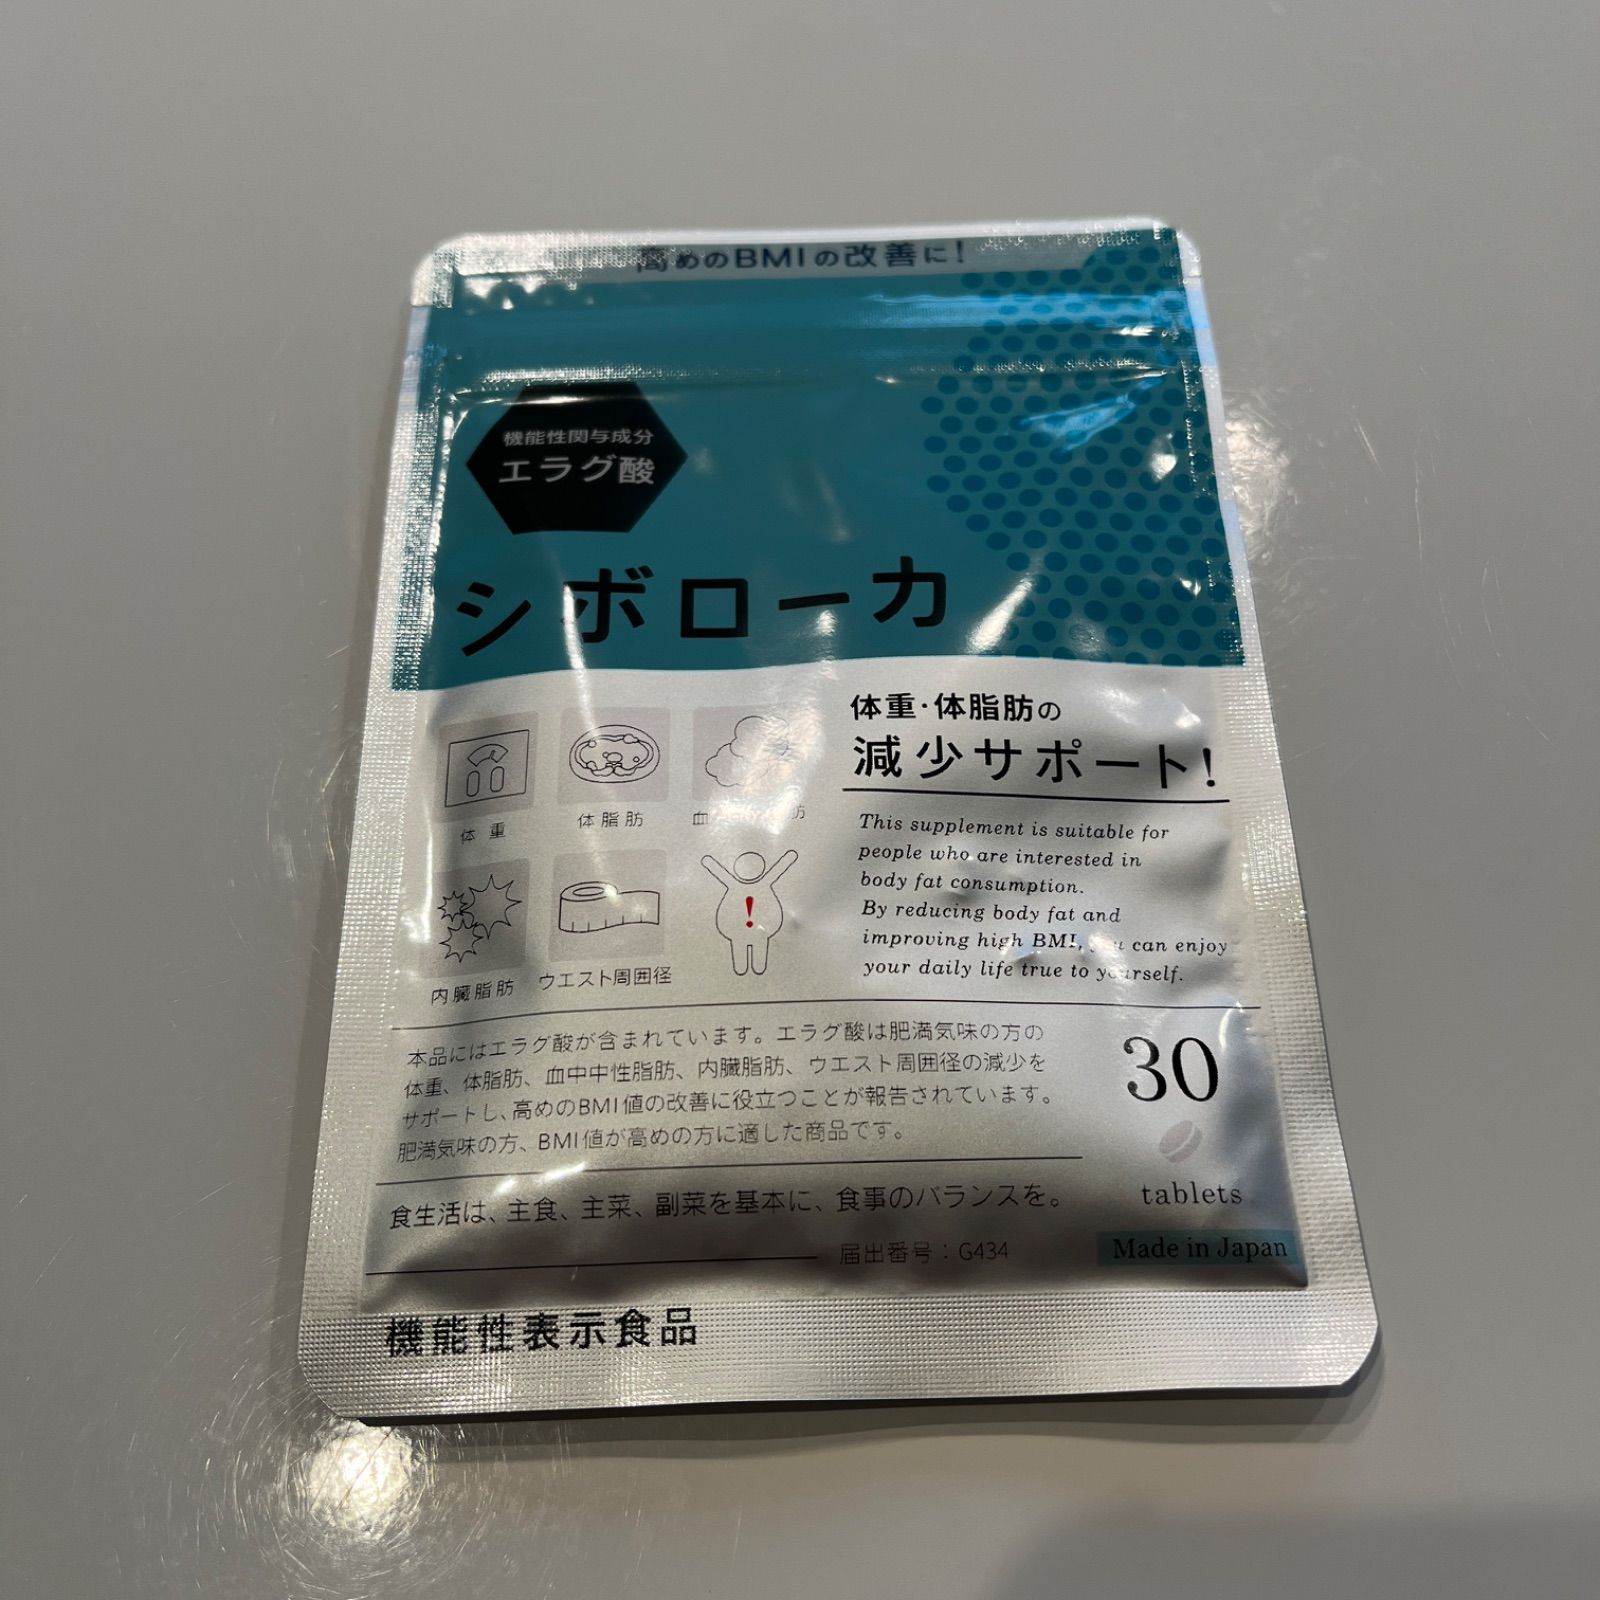 高めのBMIの改善に!
機能性関与成分
エラグ酸
シボローカ
体重
体脂肪
血 肪
内臓脂肪
ウエスト周囲径
!
体重・体脂肪の
減少サポート!
This supplement is suitable for
people who are interested in
body fat consumption.
By reducing body fat and
improving high BMI, you can enjoy
your daily life true to yourself.
本品にはエラグ酸が含まれています。エラグ酸は肥満気味の方の
体重、体脂肪、血中中性脂肪、内臓脂肪、ウエスト周囲径の減少を
サポートし、高めのBMI値の改善に役立つことが報告されています。
肥満気味の方、BMI値が高めの方に適した商品です。
30
tablets
Made in Japan
食生活は、主食、主菜、副菜を基本に、食事のバランスを。
届出番号：G434
機能性表示食品